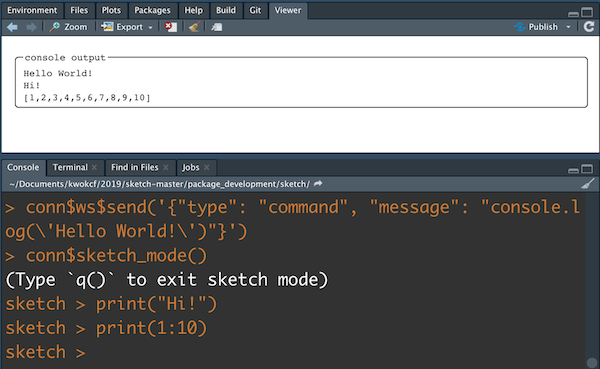 Environment Files Plots Packages Help Build Git Viewer
Zoom Export Publish
console output
Hello World!
Hi!
[1,2,3,4,5,6,7,8,9,10]
Console Terminal Find in Files Jobs
~/Documents/kwokcf/2019/sketch-master/package_development/sketch/
> conn$ws$send('{"type": "command", "message": "console.l
og(\'Hello World!\')"}')
> conn$sketch_mode()
(Type `q()` to exit sketch mode)
sketch > print("Hi!")
sketch > print(1:10)
sketch >